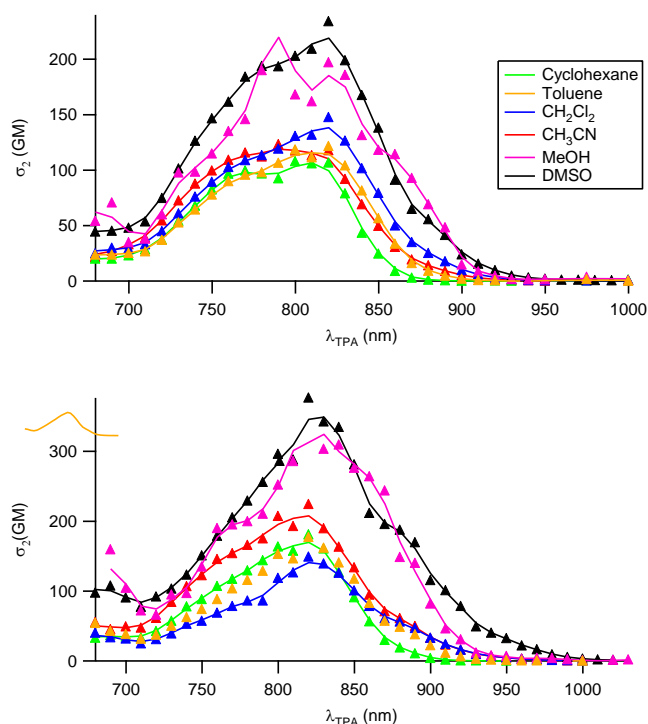 200
150
100
50
0
σ2 (GM)
700
750
800
850
900
950
1000
λTPA (nm)
Cyclohexane
Toluene
CH2Cl2
CH3CN
MeOH
DMSO
300
200
100
0
σ2(GM)
700
750
800
850
900
950
1000
λTPA (nm)